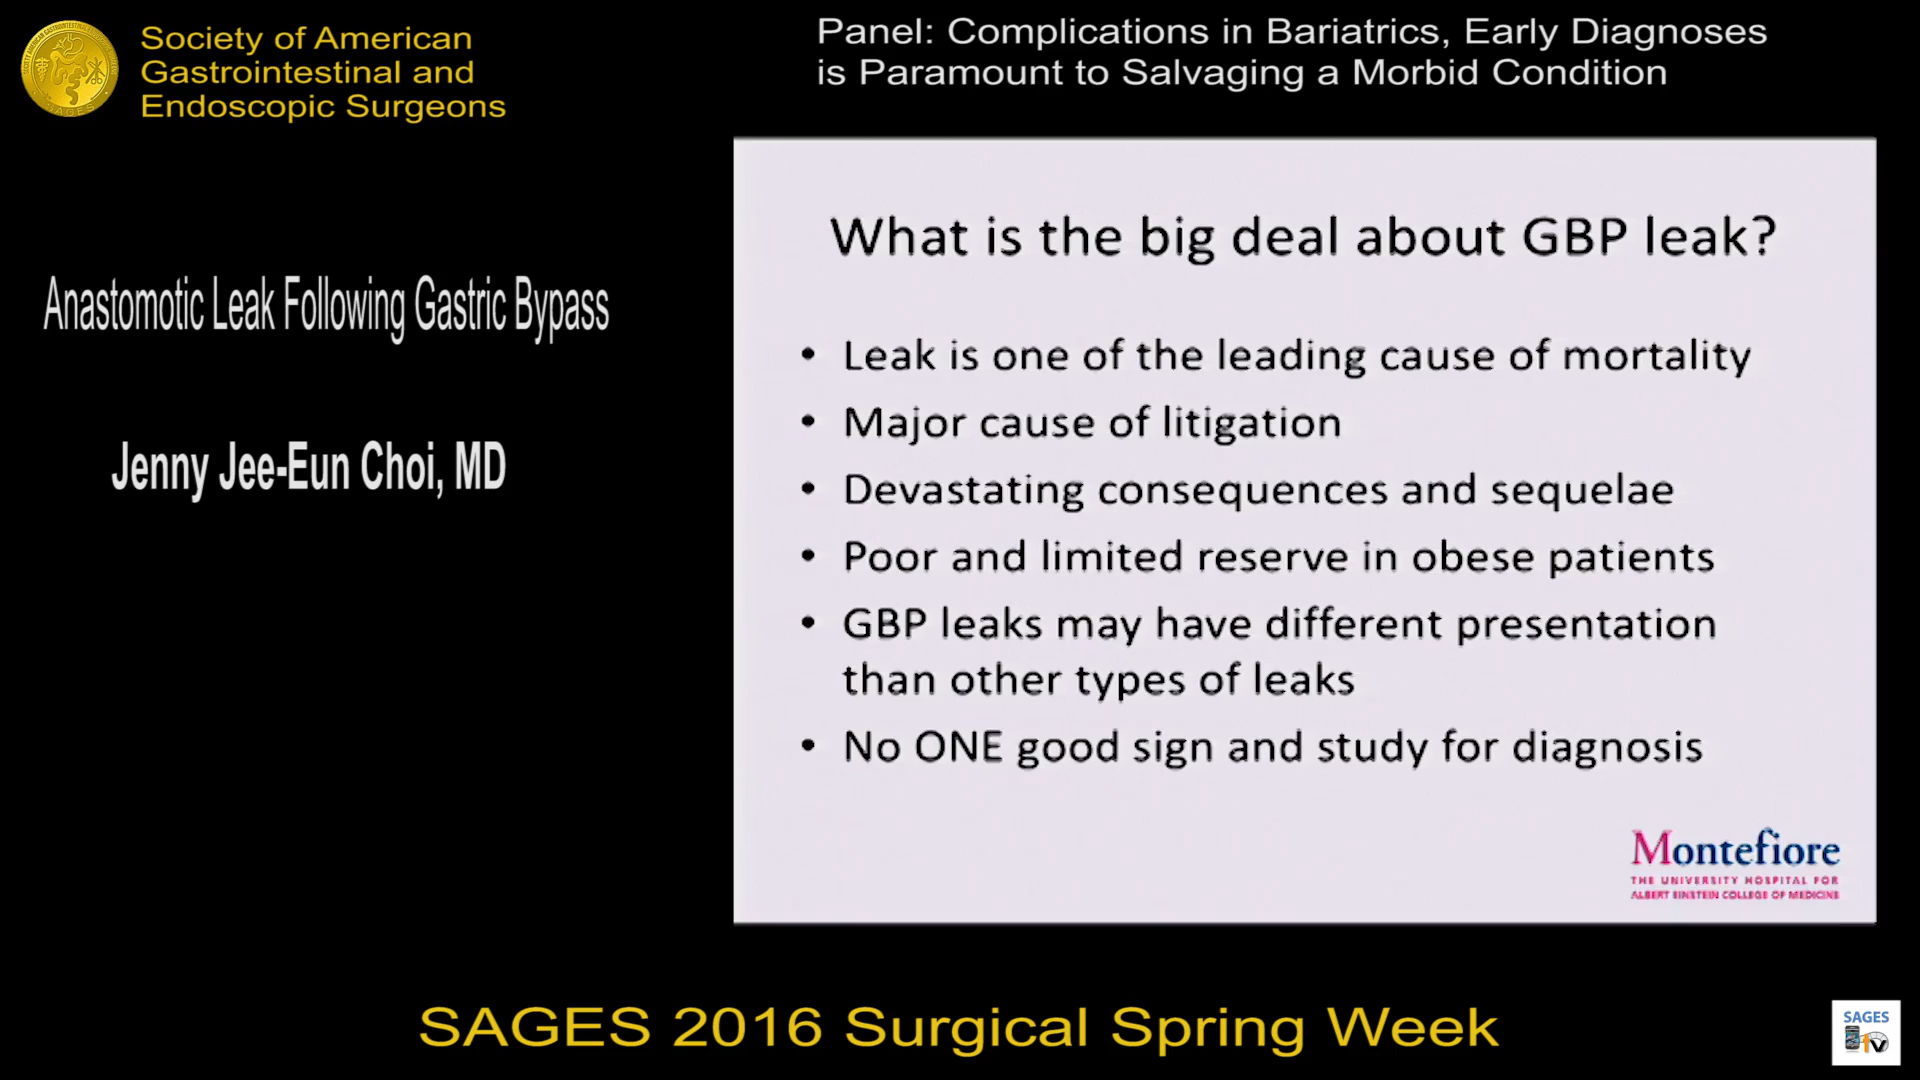 Society of American
Gastrointestinal and
Endoscopic Surgeons
Panel: Complications in Bariatrics, Early Diagnoses
is Paramount to Salvaging a Morbid Condition
Anastomotic Leak Following Gastric Bypass
Jenny Jee-Eun Choi, MD
What is the big deal about GBP leak?
• Leak is one of the leading cause of mortality
• Major cause of litigation
• Devastating consequences and sequelae
• Poor and limited reserve in obese patients
• GBP leaks may have different presentation
than other types of leaks
• No ONE good sign and study for diagnosis
Montefiore
THE UNIVERSITY HOSPITAL FOR
ALBERT EINSTEIN COLLEGE OF MEDICINE
SAGES 2016 Surgical Spring Week
SAGES
TV